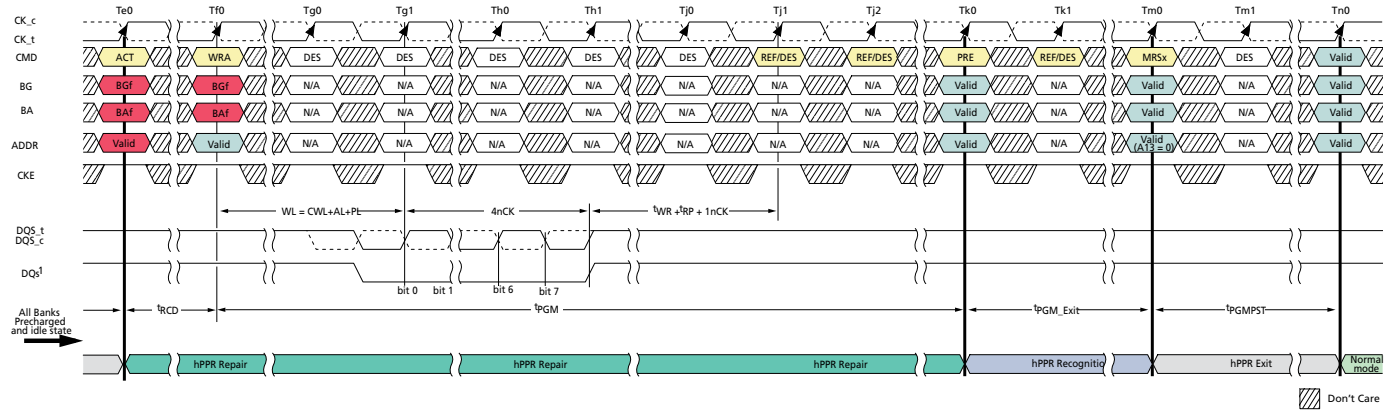 Te0 Tf0 Tg0 Tg1 Th0 Th1 Tj0 Tj1 Tj2 Tk0 Tk1 Tm0 Tm1 Tn0
CK_c
CK_t
CMD ACT WRA DES DES DES DES DES REF/DES REF/DES PRE REF/DES MRSx DES Valid
BG BGf BGf N/A N/A N/A N/A N/A N/A N/A Valid N/A Valid N/A Valid
BA BAf BAf N/A N/A N/A N/A N/A N/A N/A Valid N/A Valid N/A Valid
ADDR Valid Valid N/A N/A N/A N/A N/A N/A N/A Valid N/A Valid (A13 = 0) N/A Valid
CKE
WL = CWL+AL+PL 4nCK tWR + tRP + 1nCK
DQS_t
DQS_c
DQs1
bit 0 bit 1 bit 6 bit 7
All Banks
Precharged
and idle state
tRCD tPGM tPGM_Exit tPGMPST
hPPR Repair hPPR Repair hPPR Repair hPPR Recognitio hPPR Exit Normal
mode
Don't Care